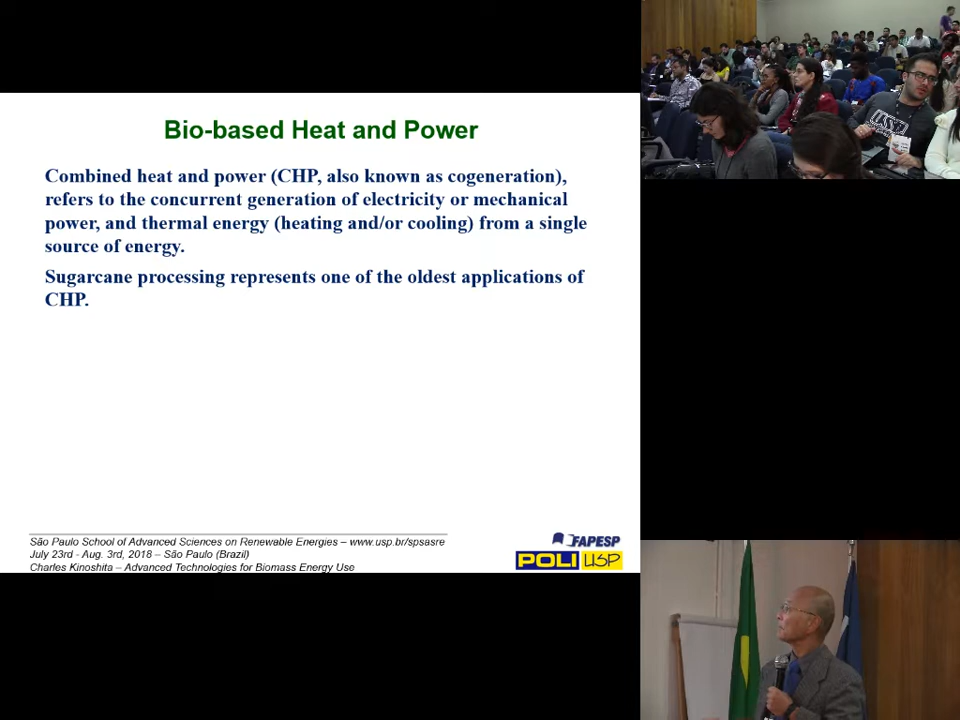 Bio-based Heat and Power
Combined heat and power (CHP, also known as cogeneration),
refers to the concurrent generation of electricity or mechanical
power, and thermal energy (heating and/or cooling) from a single
source of energy.
Sugarcane processing represents one of the oldest applications of
CHP.
São Paulo School of Advanced Sciences on Renewable Energies – www.usp.br/spsasre
July 23rd - Aug. 3rd, 2018 – São Paulo (Brazil)
Charles Kinoshita – Advanced Technologies for Biomass Energy Use
FAPESP
POLI USP